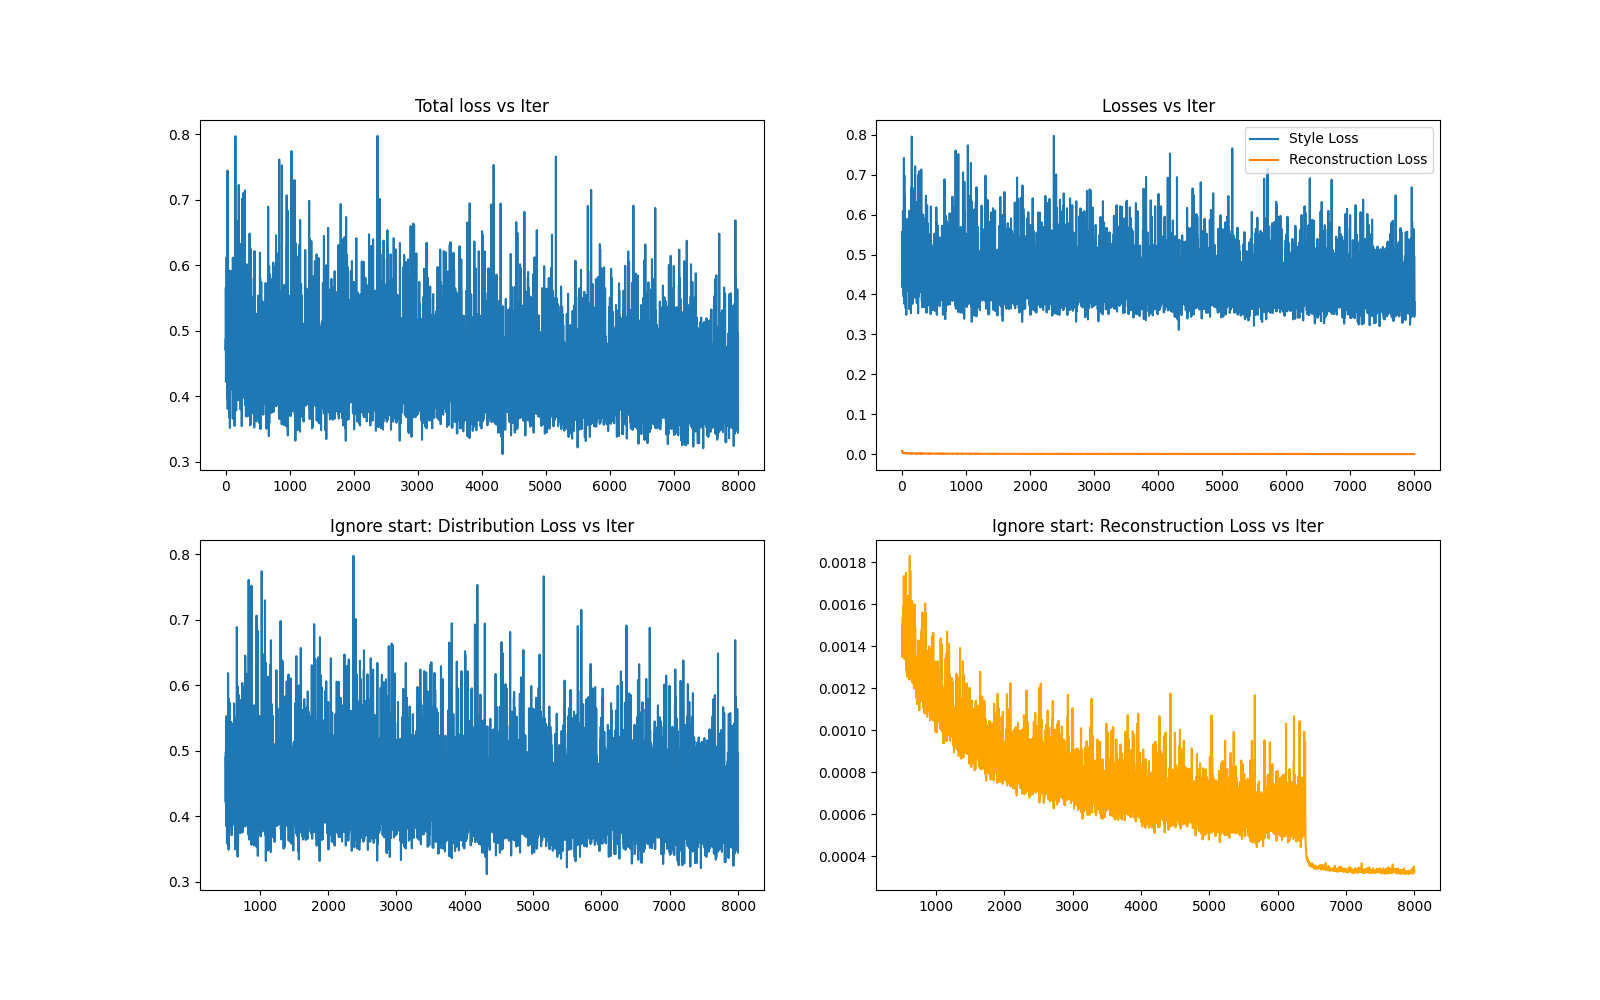 Total loss vs Iter
0.8
0.7
0.6
0.5
0.4
0.3
0 1000 2000 3000 4000 5000 6000 7000 8000
Losses vs Iter
Style Loss
Reconstruction Loss
0.8
0.7
0.6
0.5
0.4
0.3
0.2
0.1
0.0
0 1000 2000 3000 4000 5000 6000 7000 8000
Ignore start: Distribution Loss vs Iter
0.8
0.7
0.6
0.5
0.4
0.3
1000 2000 3000 4000 5000 6000 7000 8000
Ignore start: Reconstruction Loss vs Iter
0.0018
0.0016
0.0014
0.0012
0.0010
0.0008
0.0006
0.0004
1000 2000 3000 4000 5000 6000 7000 8000